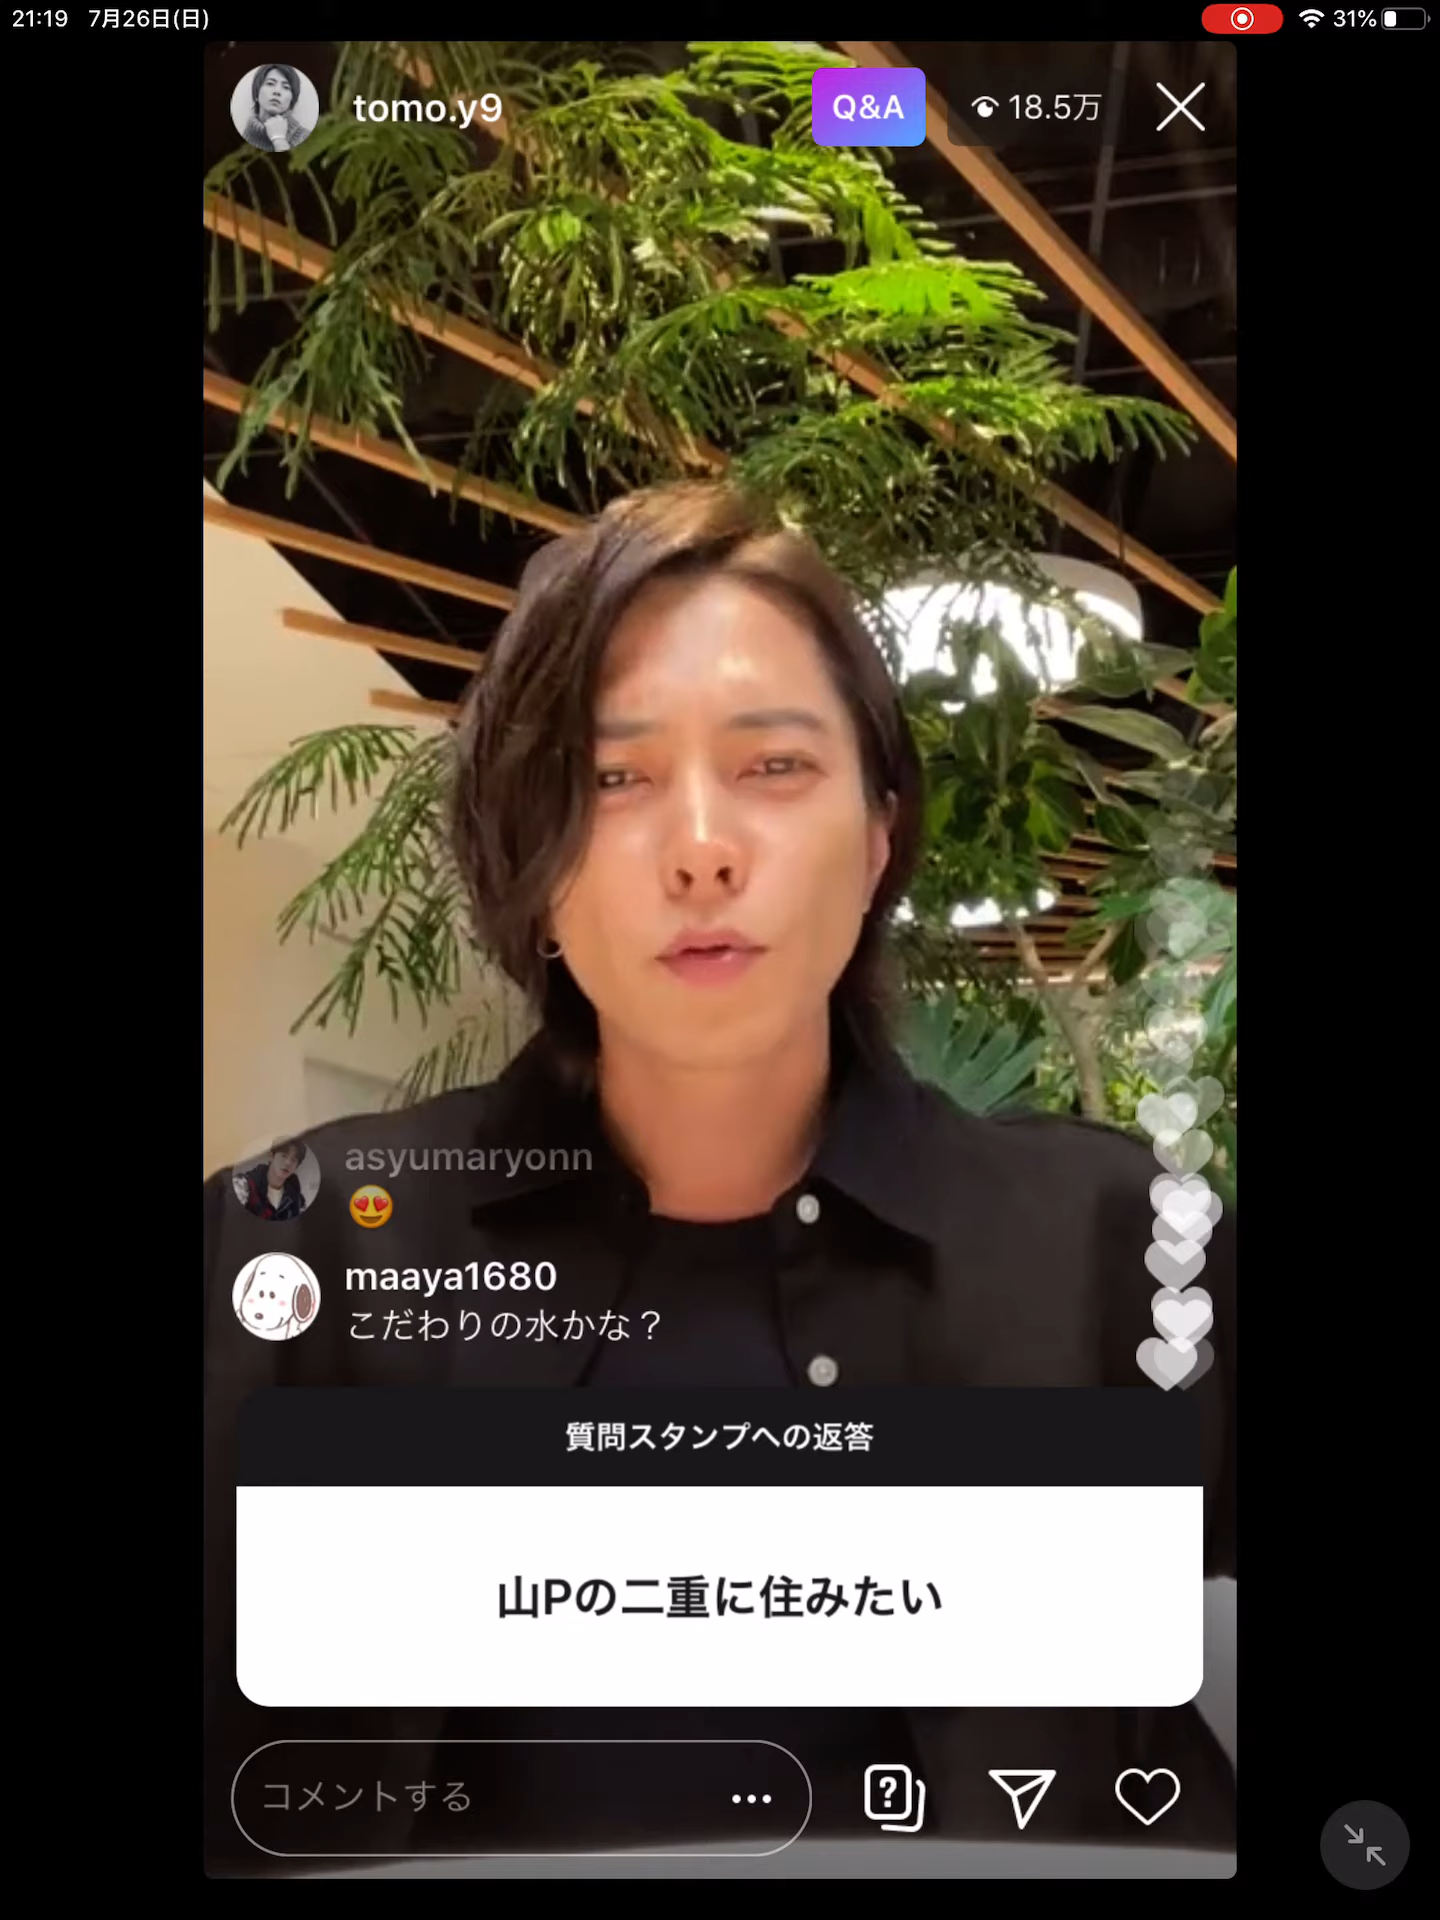 21:19 7月26日(日)
31%
tomo.y9
Q&A
18.5万
asyumaryonn
😍
maaya1680
こだわりの水かな？
質問スタンプへの返答
山Pの二重に住みたい
コメントする